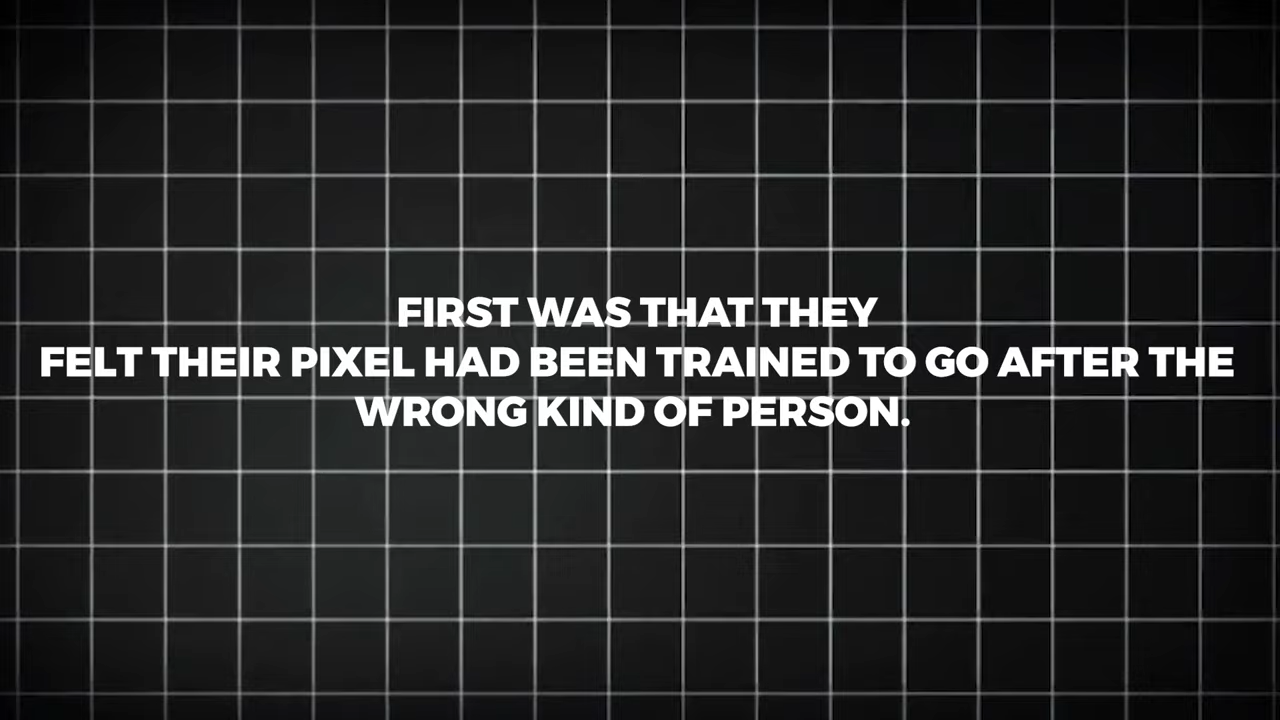 FIRST WAS THAT THEY
FELT THEIR PIXEL HAD BEEN TRAINED TO GO AFTER THE
WRONG KIND OF PERSON.